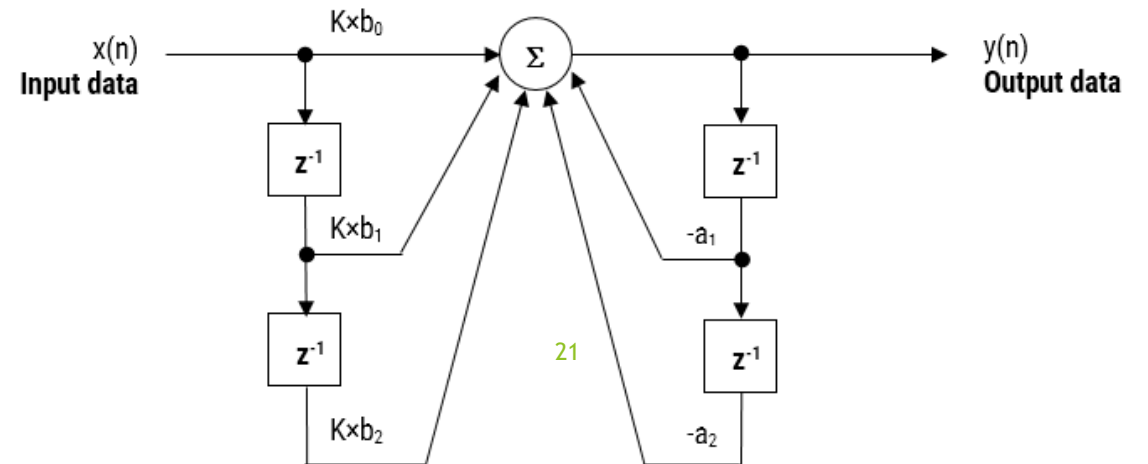 K×b₀
x(n)
Input data
Σ
y(n)
Output data
z⁻¹
z⁻¹
K×b₁
-a₁
z⁻¹
21
z⁻¹
K×b₂
-a₂